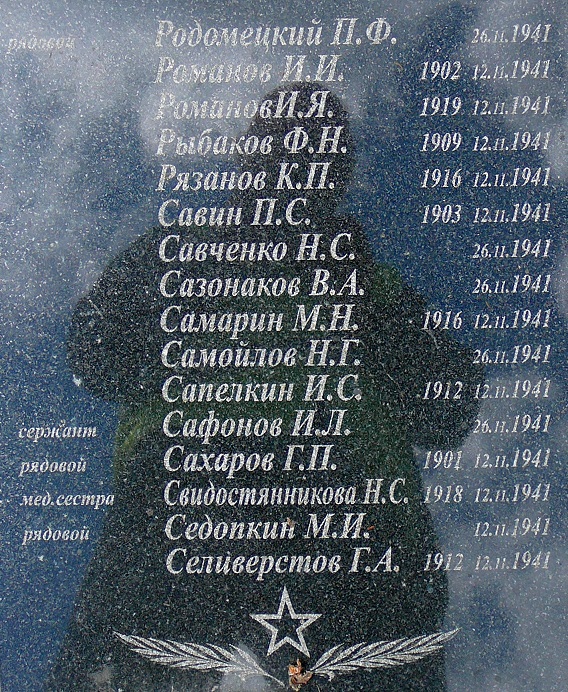 рядовой Родомецкий П.Ф. 26.11.1941
Романов И.И. 1902 12.11.1941
РомановИ.Я. 1919 12.11.1941
Рыбаков Ф.Н. 1909 12.11.1941
Рязанов К.П. 1916 12.11.1941
Савин П.С. 1903 12.11.1941
Савченко Н.С. 26.11.1941
Сазонаков В.А. 26.11.1941
Самарин М.Н. 1916 12.11.1941
Самойлов Н.Г. 26.11.1941
Сапелкин И.С. 1912 12.11.1941
сержант Сафонов И.Л. 26.11.1941
рядовой Сахаров Г.П. 1901 12.11.1941
мед.сестра Свидостянникова Н.С. 1918 12.11.1941
рядовой Седопкин М.И. 12.11.1941
Селиверстов Г.А. 1912 12.11.1941